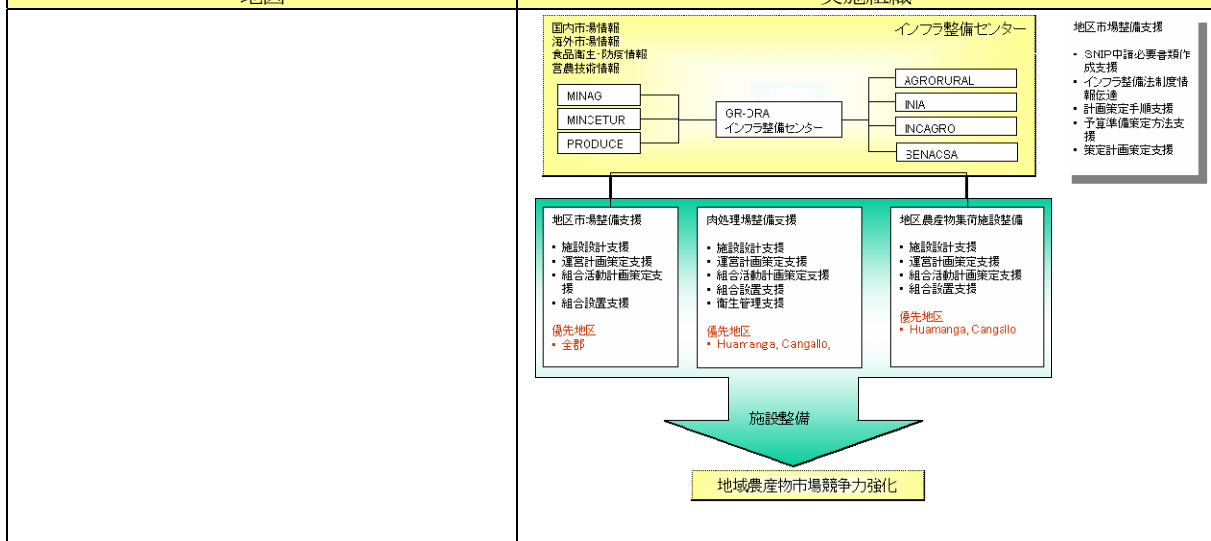 地図
実施組織
国内市場情報
海外市場情報
食品衛生・防疫情報
営農技術情報
インフラ整備センター
MINAG
MINCETUR
PRODUCE
GR-DRA
インフラ整備センター
AGRORURAL
INIA
INCAGRO
SENACSA
地区市場整備支援
・ SNIP申請必要書類作
成支援
・ インフラ整備法制度情
報伝達
・ 計画策定手順支援
・ 予算準備策定方法支
援
・ 策定計画策定支援
地区市場整備支援
・ 施設設計支援
・ 運営計画策定支援
・ 組合活動計画策定支
援
・ 組合設置支援
優先地区
・ 全郡
肉処理場整備支援
・ 施設設計支援
・ 運営計画策定支援
・ 組合活動計画策定支援
・ 組合設置支援
・ 衛生管理支援
優先地区
・ Huamanga, Cangallo,
地区農産物集荷施設整備
・ 施設設計支援
・ 運営計画策定支援
・ 組合活動計画策定支援
・ 組合設置支援
優先地区
・ Huamanga, Cangallo
施設整備
地域農産物市場競争力強化